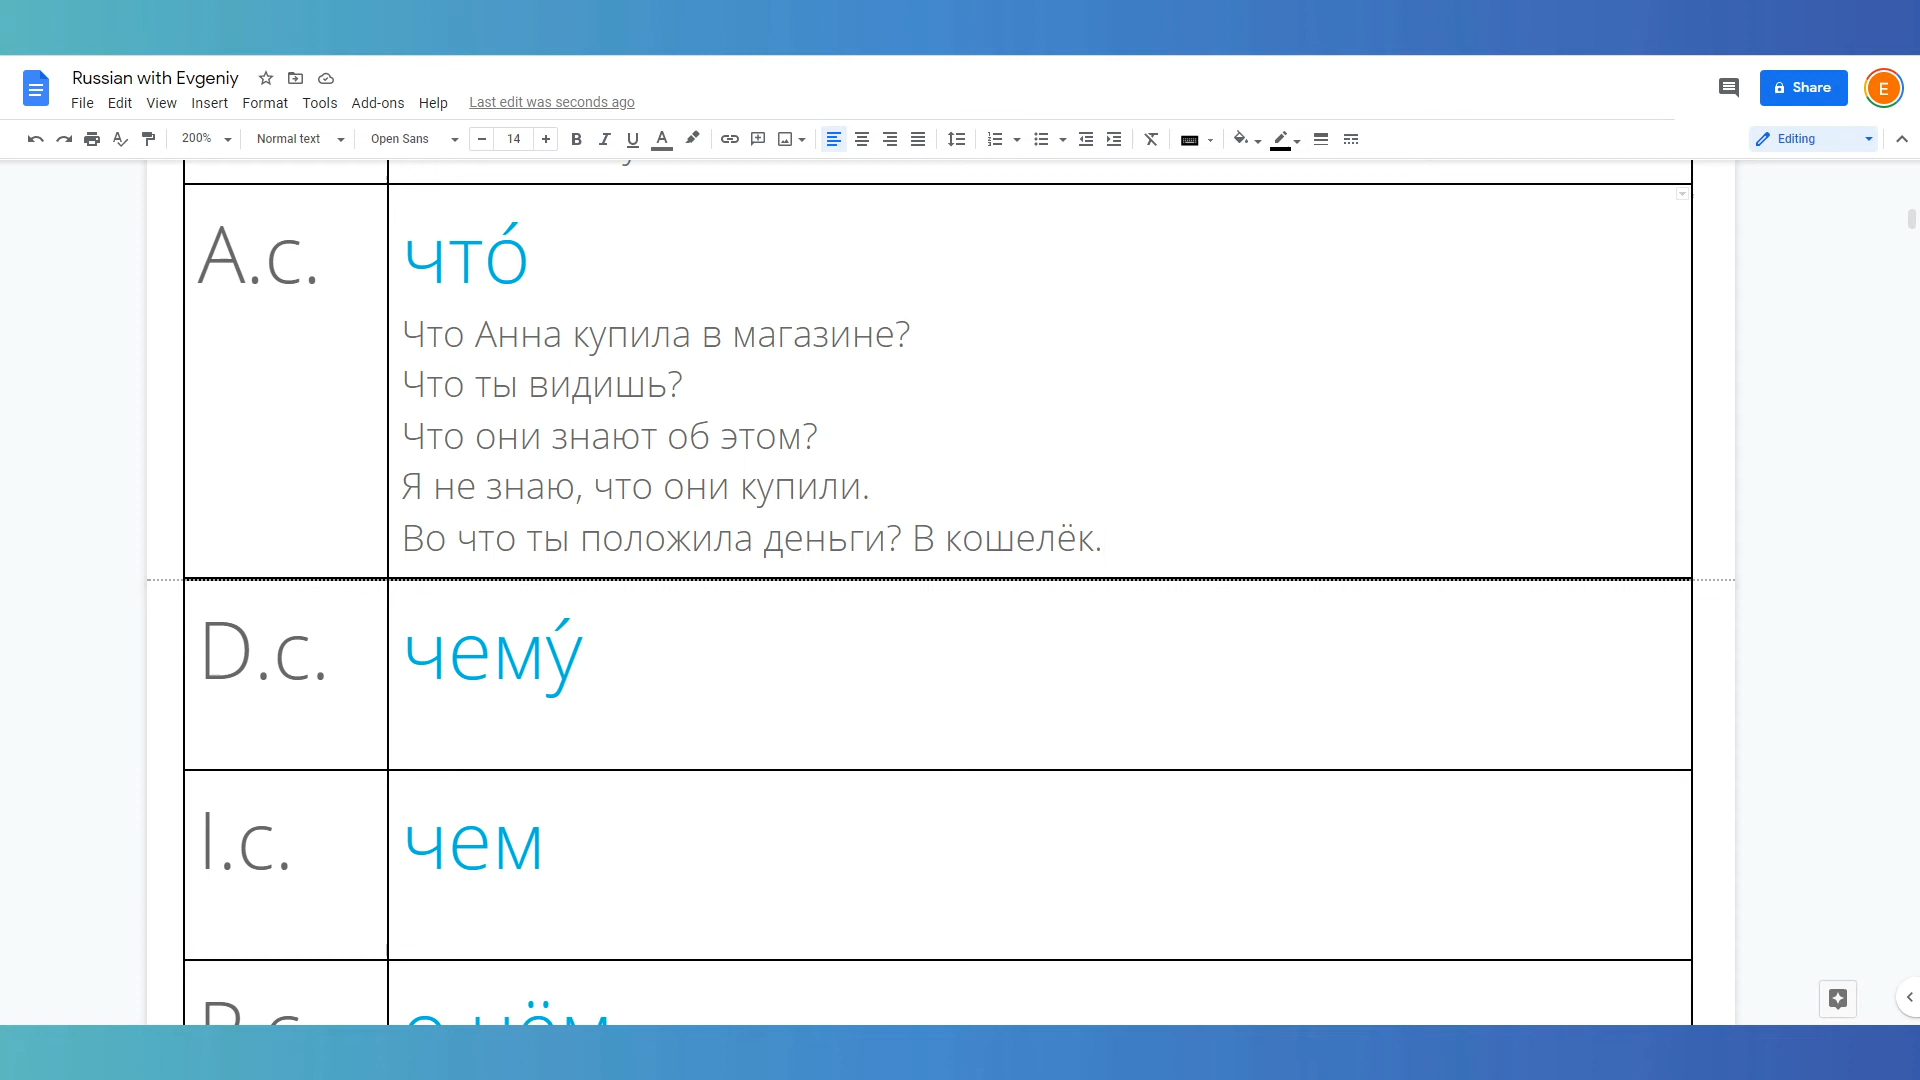 Russian with Evgeniy
File Edit View Insert Format Tools Add-ons Help Last edit was seconds ago
Share
E
200% Normal text Open Sans 14 Editing
А.с. что́
Что Анна купила в магазине?
Что ты видишь?
Что они знают об этом?
Я не знаю, что они купили.
Во что ты положила деньги? В кошелёк.
D.c. чему́
I.c. чем
P.c. о чём